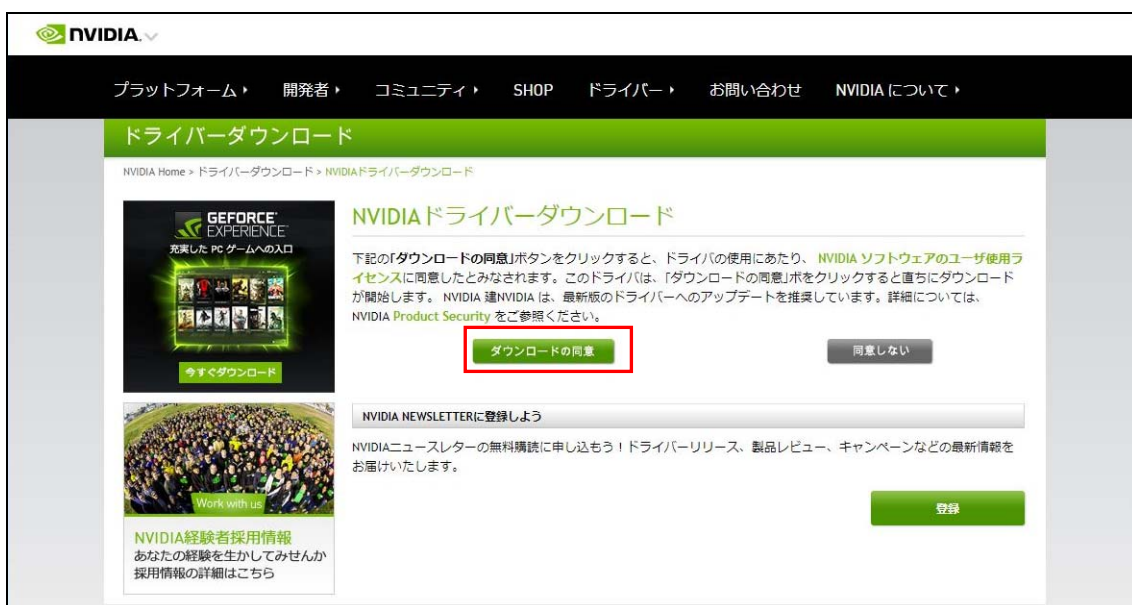 NVIDIA.
プラットフォーム 開発者 コミュニティ SHOP ドライバー お問い合わせ NVIDIA について
ドライバーダウンロード
NVIDIA Home > ドライバーダウンロード > NVIDIAドライバーダウンロード
GEFORCE
EXPERIENCE
充実した PC ゲームへの入口
今すぐダウンロード
NVIDIAドライバーダウンロード
下記の「ダウンロードの同意」ボタンをクリックすると、ドライバの使用にあたり、 NVIDIA ソフトウェアのユーザ使用ラ
イセンスに同意したとみなされます。このドライバは、「ダウンロードの同意」ボをクリックすると直ちにダウンロード
が開始します。 NVIDIA 建NVIDIA は、最新版のドライバーへのアップデートを推奨しています。詳細については、
NVIDIA Product Security をご参照ください。
ダウンロードの同意 同意しない
NVIDIA NEWSLETTERに登録しよう
NVIDIAニュースレターの無料購読に申し込もう！ドライバーリリース、製品レビュー、キャンペーンなどの最新情報を
お届けいたします。
登録
Work with us
NVIDIA経験者採用情報
あなたの経験を生かしてみせんか
採用情報の詳細はこちら